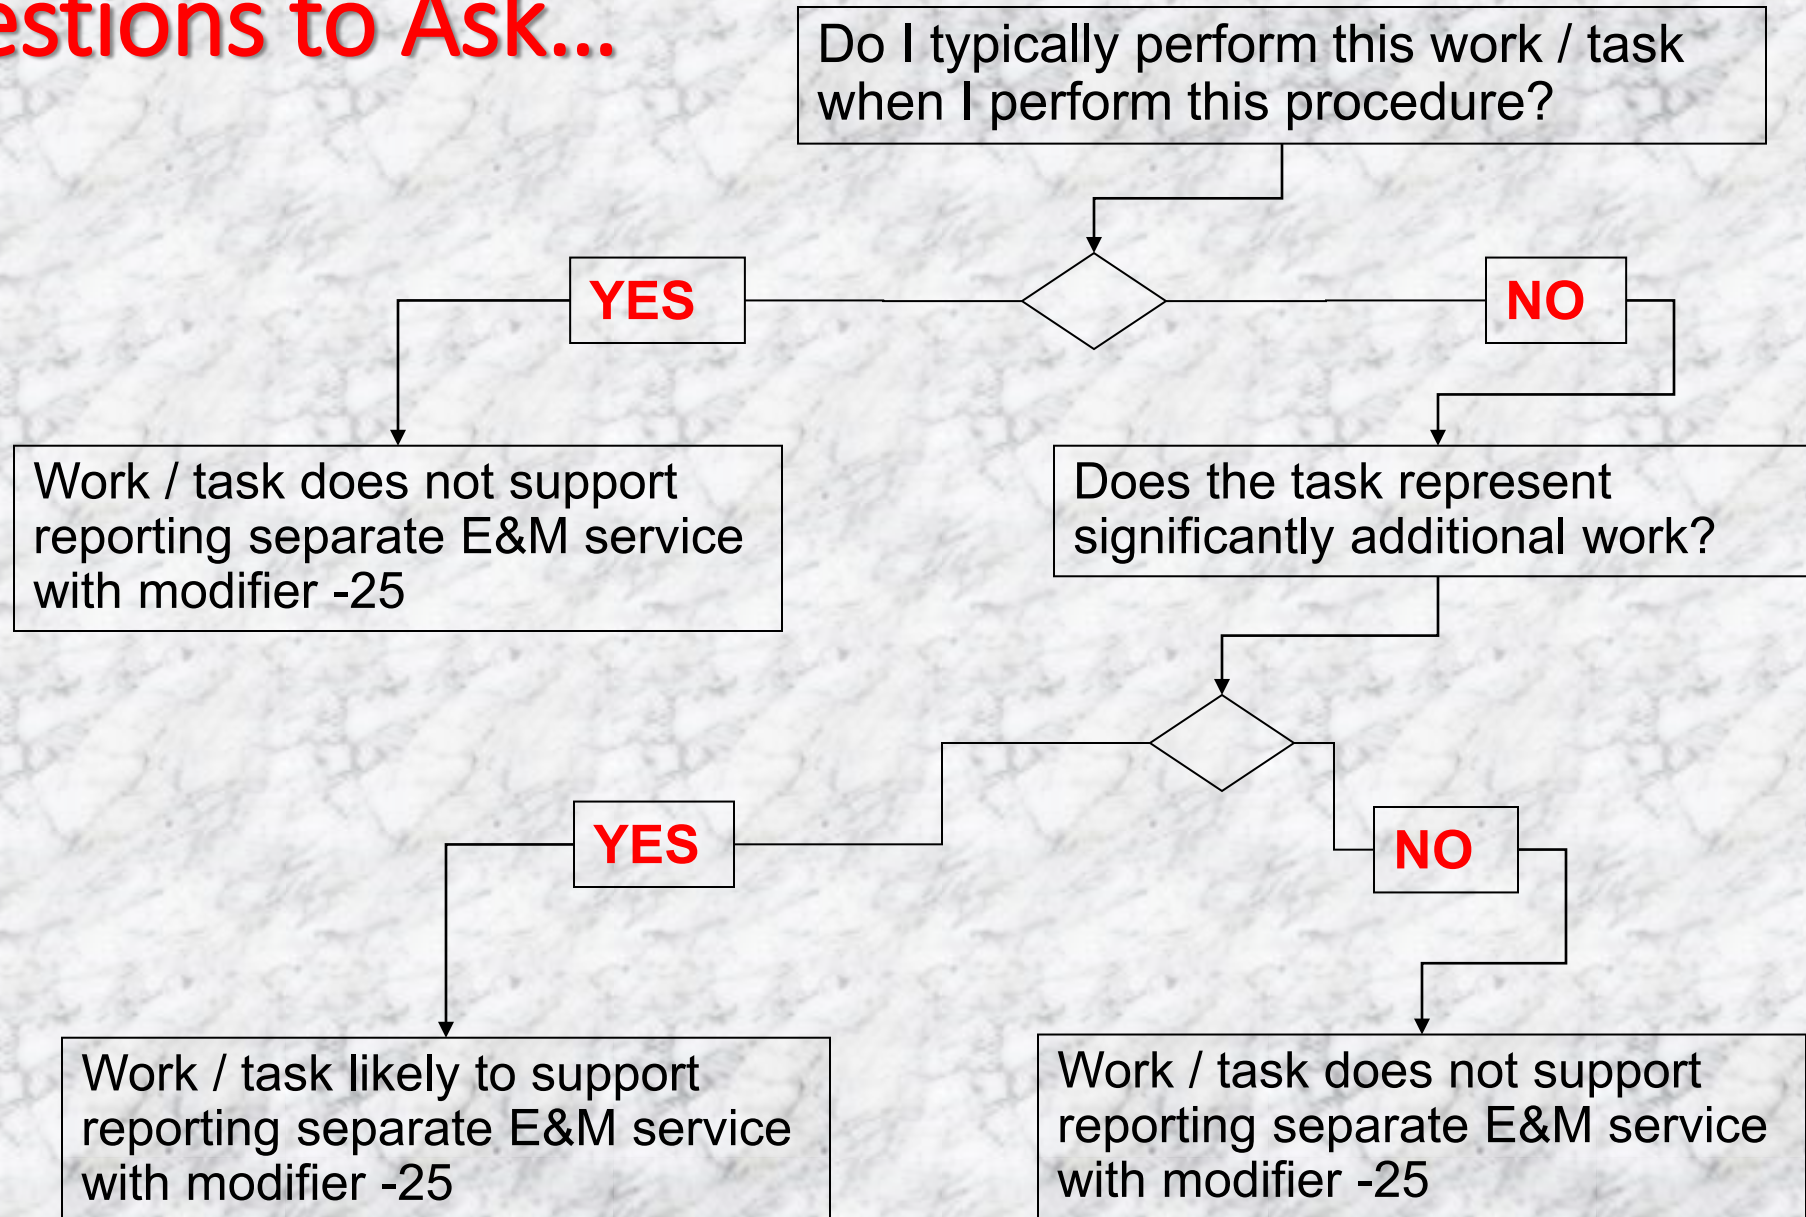 estions to Ask...
Do I typically perform this work / task
when I perform this procedure?
YES
NO
Work / task does not support
reporting separate E&M service
with modifier -25
Does the task represent
significantly additional work?
YES
NO
Work / task likely to support
reporting separate E&M service
with modifier -25
Work / task does not support
reporting separate E&M service
with modifier -25